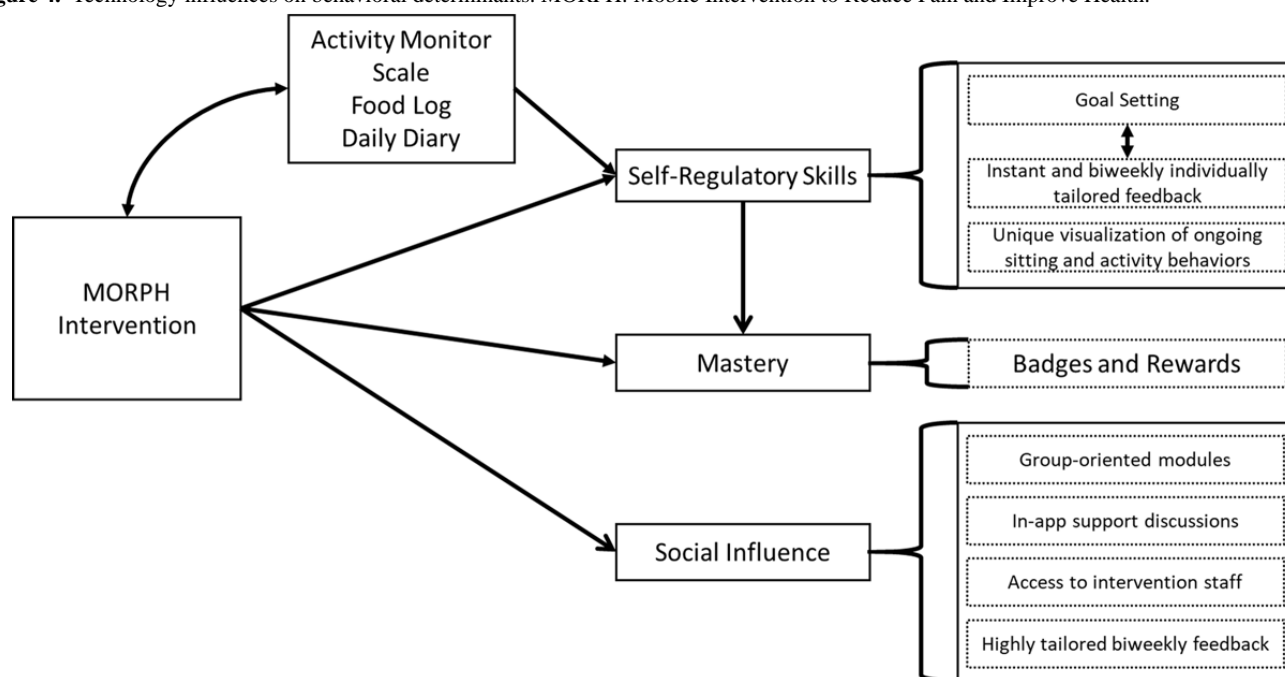 Technology influences on behavioral determinants. MORPH: Mobile Intervention to Reduce Pain and Improve Health.
Activity Monitor
Scale
Food Log
Daily Diary
MORPH
Intervention
Self-Regulatory Skills
Goal Setting
Instant and biweekly individually
tailored feedback
Unique visualization of ongoing
sitting and activity behaviors
Mastery
Badges and Rewards
Social Influence
Group-oriented modules
In-app support discussions
Access to intervention staff
Highly tailored biweekly feedback